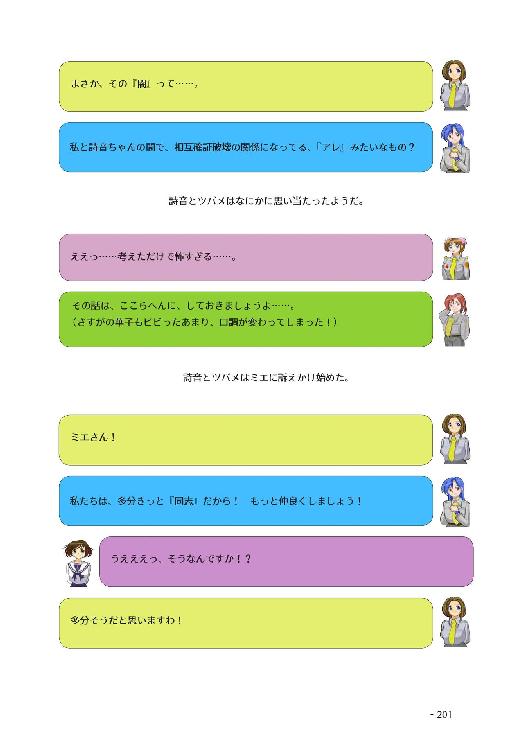 まさか、その『闇』って……。
私と詩音ちゃんの間で、相互確証破壊の関係になってる、『アレ』みたいなもの？
詩音とツバメはなにかに思い当たったようだ。
ええっ……考えただけで怖すぎる……。
その話は、ここらへんに、しておきましょうよ……。
（さすがの華子もビビったあまり、口調が変わってしまった！）
詩音とツバメはミエに訴えかけ始めた。
ミエさん！
私たちは、多分きっと『同志』だから！　もっと仲良くしましょう！
うえええっ、そうなんですか！？
多分そうだと思いますわ！
- 201